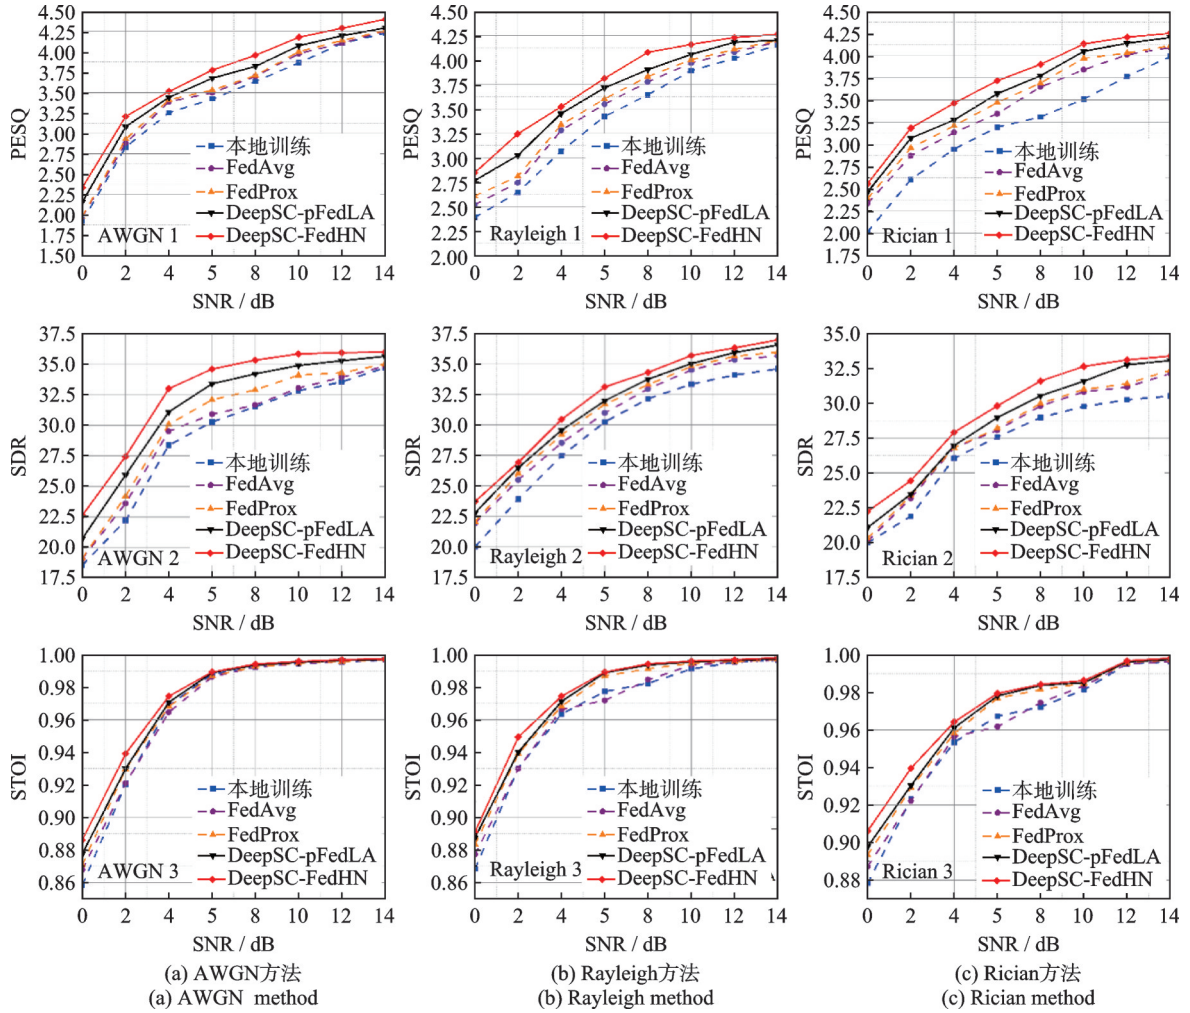 4.50
4.25
4.00
3.75
3.50
3.25
3.00
2.75
2.50
2.25
2.00
1.75
1.50
PESQ
本地训练
FedAvg
FedProx
DeepSC-pFedLA
DeepSC-FedHN
AWGN 1
0 2 4 5 8 10 12 14
SNR / dB
4.50
4.25
4.00
3.75
3.50
3.25
3.00
2.75
2.50
2.25
2.00
PESQ
本地训练
FedAvg
FedProx
DeepSC-pFedLA
DeepSC-FedHN
Rayleigh 1
0 2 4 5 8 10 12 14
SNR / dB
4.50
4.25
4.00
3.75
3.50
3.25
3.00
2.75
2.50
2.25
2.00
1.75
PESQ
本地训练
FedAvg
FedProx
DeepSC-pFedLA
DeepSC-FedHN
Rician 1
0 2 4 5 8 10 12 14
SNR / dB
37.5
35.0
32.5
30.0
27.5
25.0
22.5
20.0
17.5
SDR
本地训练
FedAvg
FedProx
DeepSC-pFedLA
DeepSC-FedHN
AWGN 2
0 2 4 5 8 10 12 14
SNR / dB
37.5
35.0
32.5
30.0
27.5
25.0
22.5
20.0
17.5
SDR
本地训练
FedAvg
FedProx
DeepSC-pFedLA
DeepSC-FedHN
Rayleigh 2
0 2 4 5 8 10 12 14
SNR / dB
35.0
32.5
30.0
27.5
25.0
22.5
20.0
17.5
SDR
本地训练
FedAvg
FedProx
DeepSC-pFedLA
DeepSC-FedHN
Rician 2
0 2 4 5 8 10 12 14
SNR / dB
1.00
0.98
0.96
0.94
0.93
0.90
0.88
0.86
STOI
本地训练
FedAvg
FedProx
DeepSC-pFedLA
DeepSC-FedHN
AWGN 3
0 2 4 5 8 10 12 14
SNR / dB
1.00
0.98
0.96
0.94
0.93
0.90
0.88
0.86
STOI
本地训练
FedAvg
FedProx
DeepSC-pFedLA
DeepSC-FedHN
Rayleigh 3
0 2 4 5 8 10 12 14
SNR / dB
1.00
0.98
0.96
0.94
0.92
0.90
0.88
STOI
本地训练
FedAvg
FedProx
DeepSC-pFedLA
DeepSC-FedHN
Rician 3
0 2 4 5 8 10 12 14
SNR / dB
(a) AWGN方法
(a) AWGN method
(b) Rayleigh方法
(b) Rayleigh method
(c) Rician方法
(c) Rician method